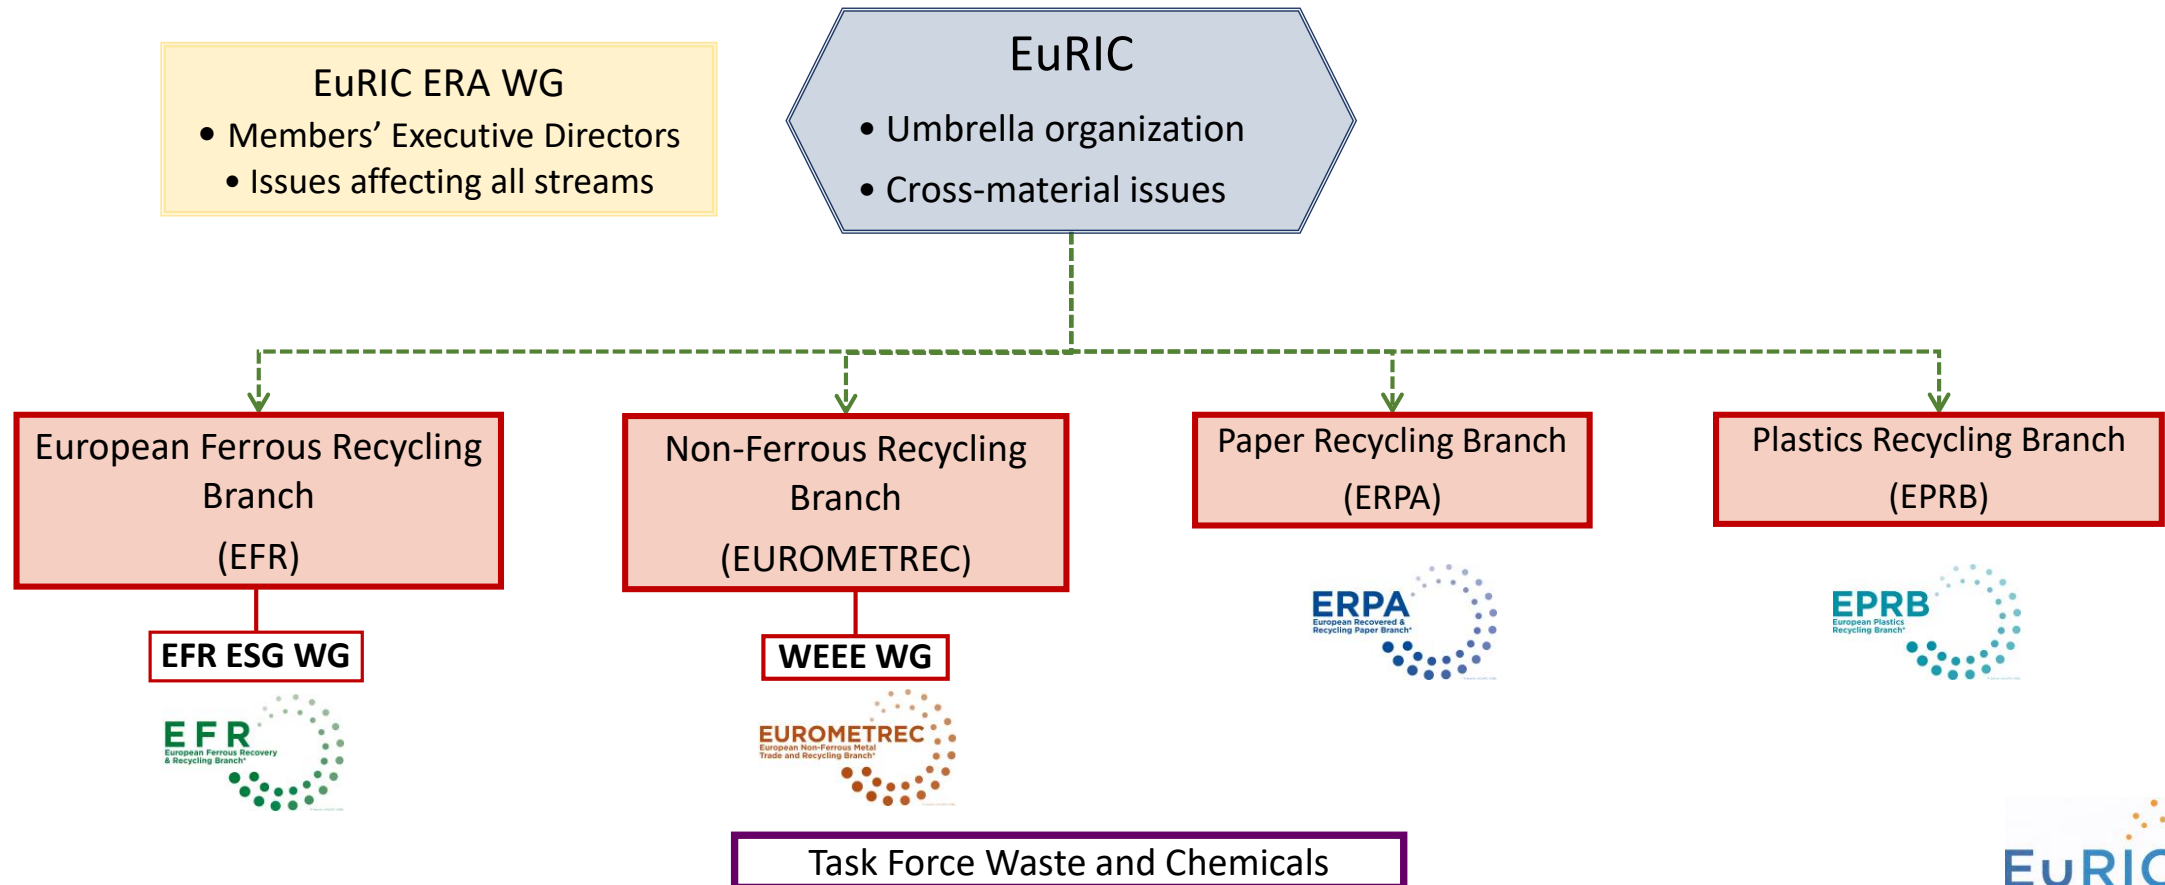 EuRIC ERA WG
• Members’ Executive Directors
• Issues affecting all streams
EuRIC
• Umbrella organization
• Cross-material issues
European Ferrous Recycling
Branch
(EFR)
Non-Ferrous Recycling
Branch
(EUROMETREC)
Paper Recycling Branch
(ERPA)
Plastics Recycling Branch
(EPRB)
EFR ESG WG
WEEE WG
EFR
European Ferrous Recovery
& Recycling Branch*
EUROMETREC
European Non-Ferrous Metal
Trade and Recycling Branch*
ERPA
European Recovered &
Recycling Paper Branch*
EPRB
European Plastics
Recycling Branch*
Task Force Waste and Chemicals
EuRIC